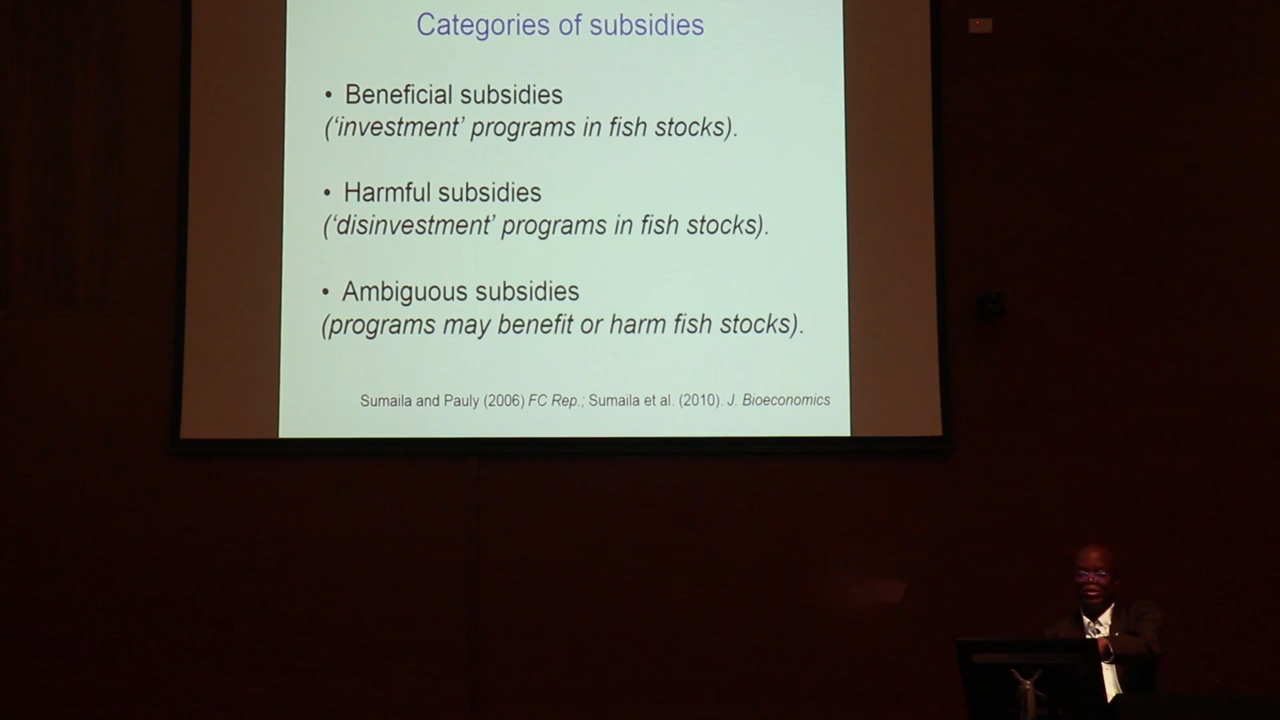 Categories of subsidies
• Beneficial subsidies
(‘investment’ programs in fish stocks).
• Harmful subsidies
(‘disinvestment’ programs in fish stocks).
• Ambiguous subsidies
(programs may benefit or harm fish stocks).
Sumaila and Pauly (2006) FC Rep.; Sumaila et al. (2010). J. Bioeconomics